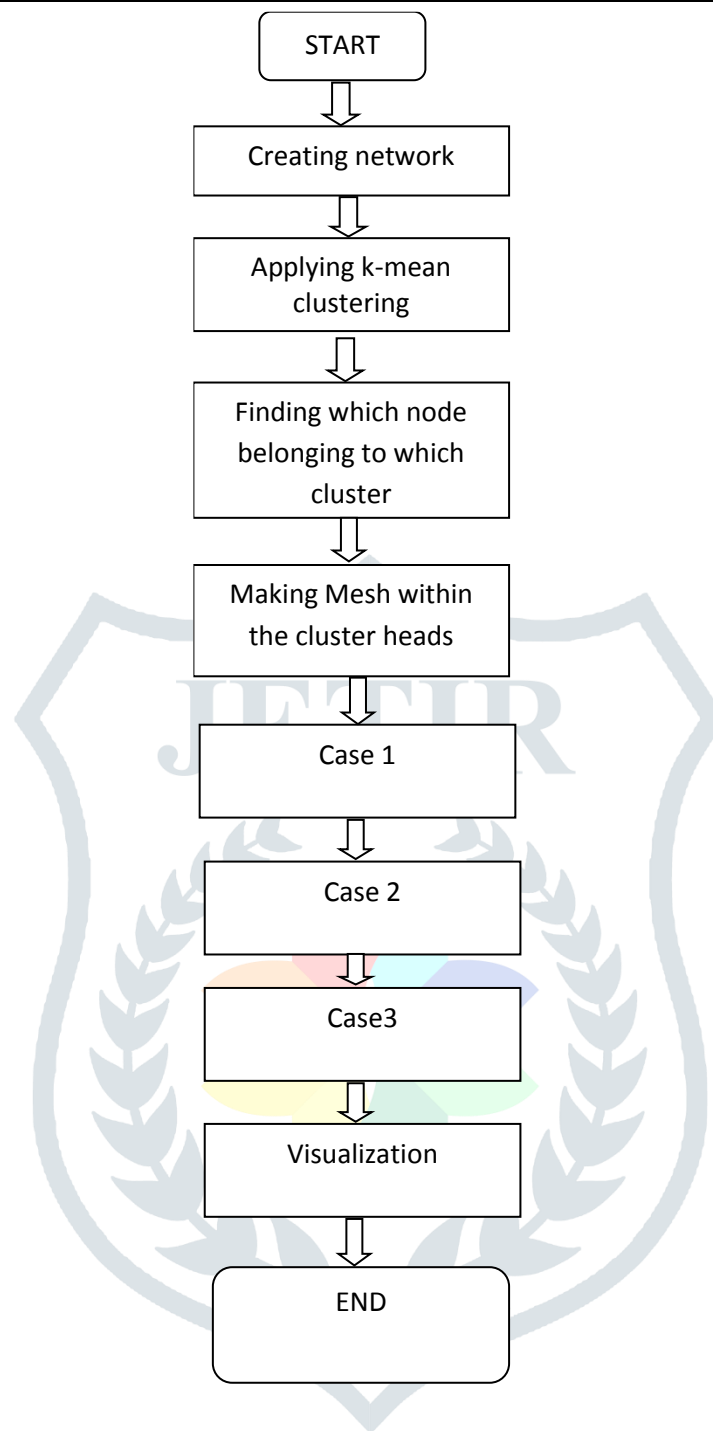 START
Creating network
Applying k-mean
clustering
Finding which node
belonging to which
cluster
Making Mesh within
the cluster heads
JETIR
Case 1
Case 2
Case3
Visualization
END